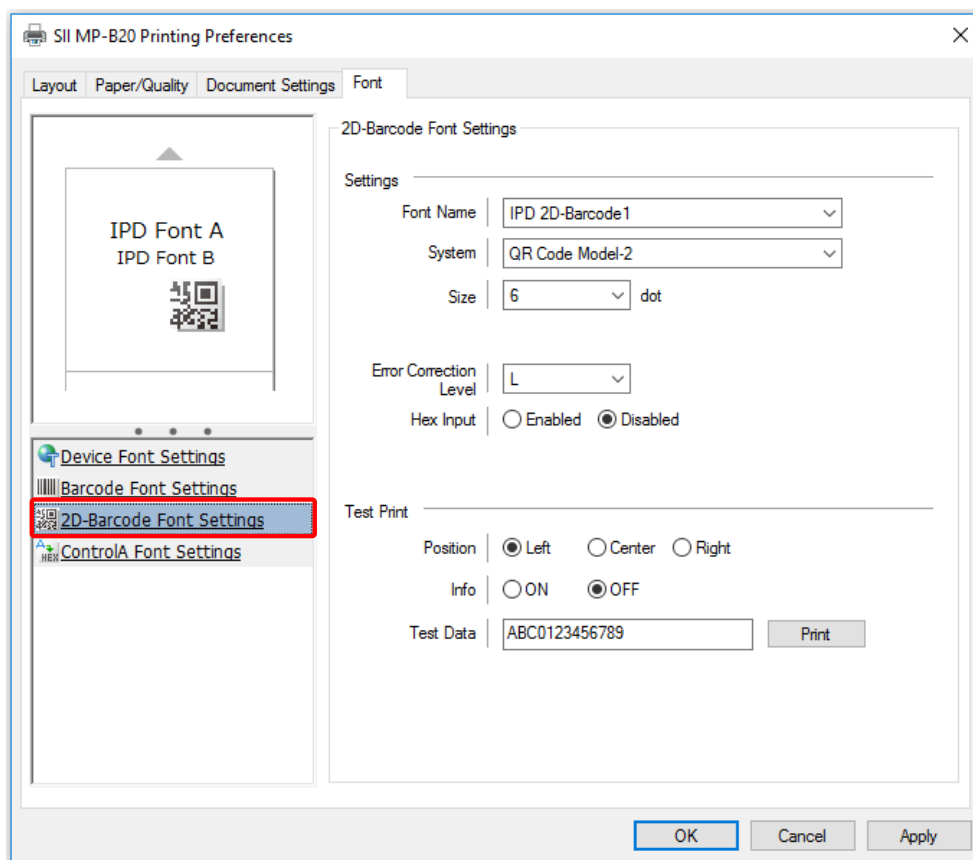 SII MP-B20 Printing Preferences
Layout Paper/Quality Document Settings Font
IPD Font A
IPD Font B
Device Font Settings
Barcode Font Settings
2D-Barcode Font Settings
A HEX ControlA Font Settings
2D-Barcode Font Settings
Settings
Font Name IPD 2D-Barcode1
System QR Code Model-2
Size 6 dot
Error Correction
Level L
Hex Input Enabled Disabled
Test Print
Position Left Center Right
Info ON OFF
Test Data ABC0123456789 Print
OK Cancel Apply